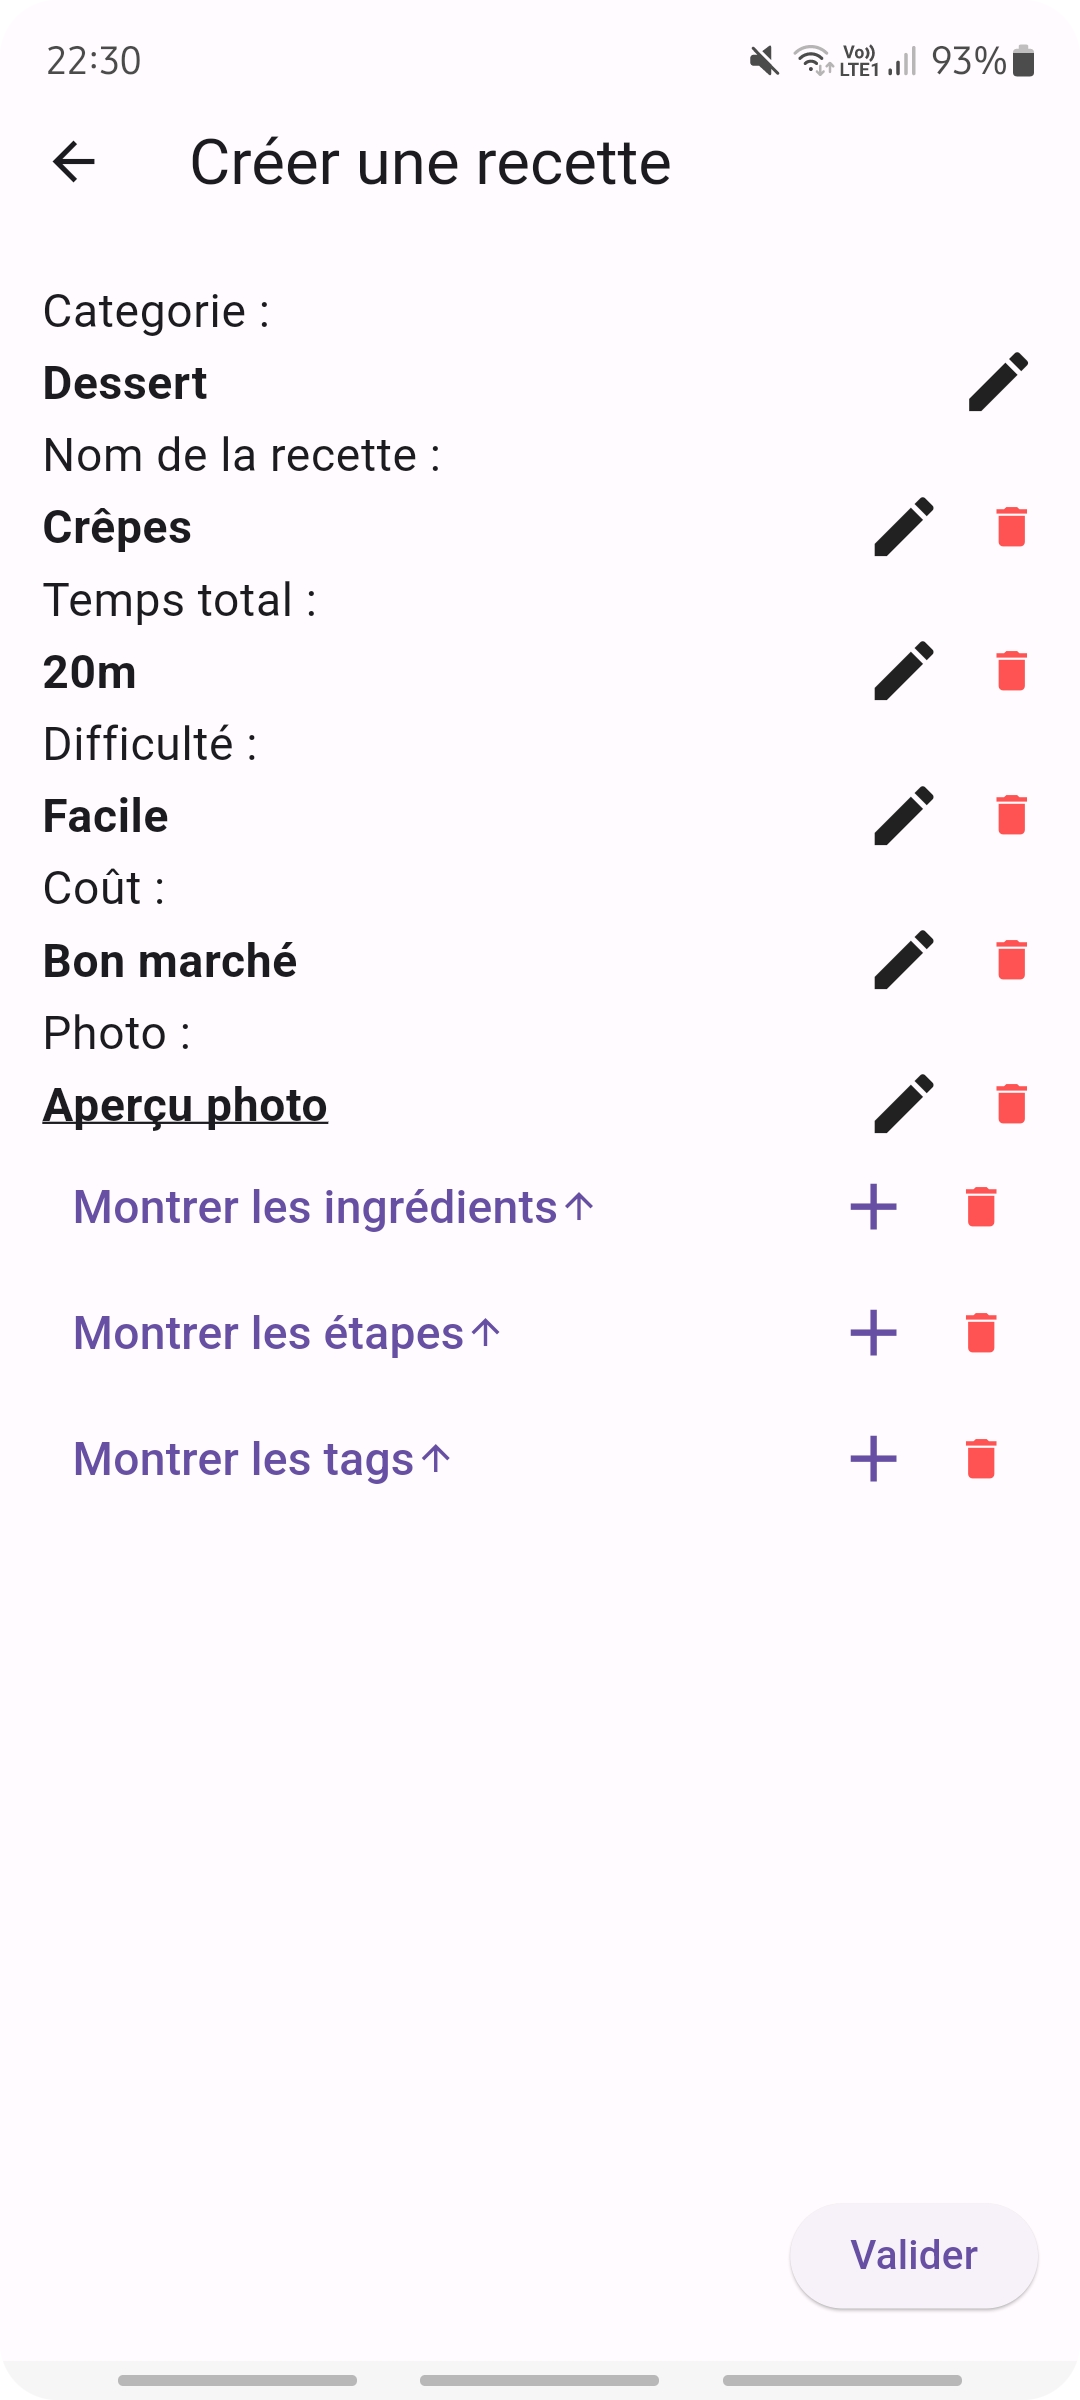 22:30
Vo)) LTE1 93%
Créer une recette
Categorie :
Dessert
Nom de la recette :
Crêpes
Temps total :
20m
Difficulté :
Facile
Coût :
Bon marché
Photo :
Aperçu photo
Montrer les ingrédients
Montrer les étapes
Montrer les tags
Valider